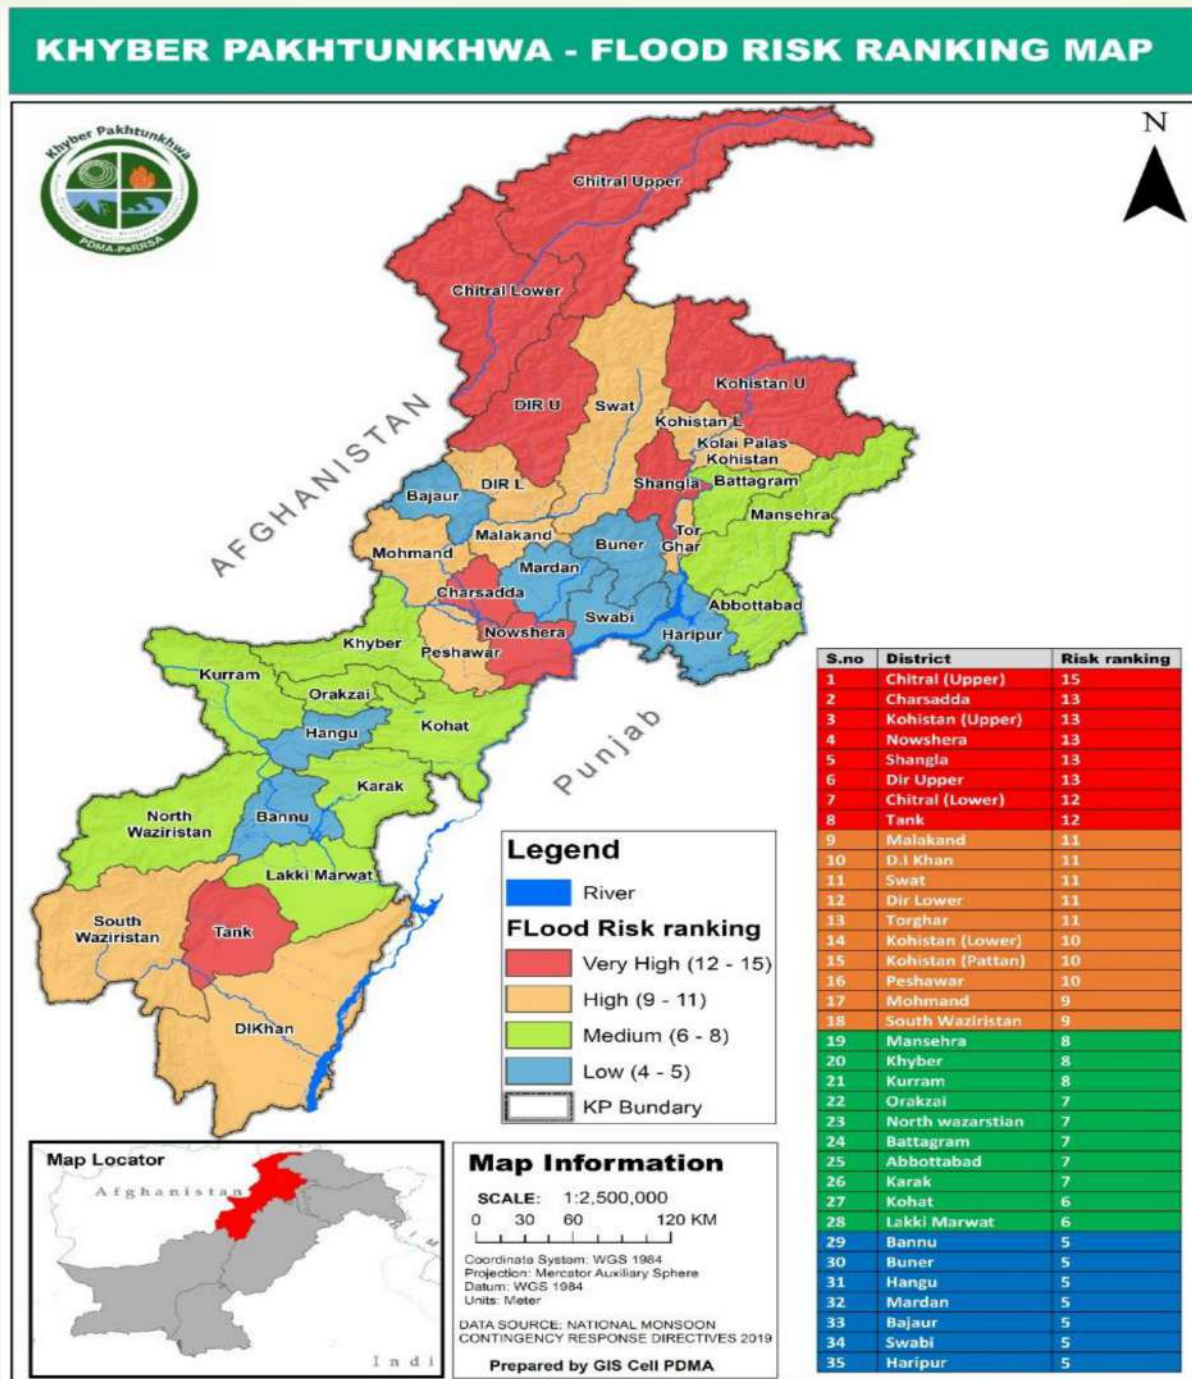 KHYBER PAKHTUNKHWA - FLOOD RISK RANKING MAP
Khyber Pakhtunkhwa
PDMA-PaRRSA
N
Chitral Upper
Chitral Lower
Kohistan U
DIR U
Swat
Kohistan L
Kolai Palas
Kohistan
AFGHANISTAN
Shangla
Battagram
DIR L
Bajaur
Mansehra
Malakand
Tor
Ghar
Buner
Mohmand
Mardan
Charsadda
Abbottabad
Swabi
Nowshera
Haripur
Khyber
Peshawar
Kurram
Orakzai
Kohat
Hangu
Punjab
Karak
North
Waziristan
Bannu
Lakki Marwat
South
Waziristan
Tank
DIKhan
Legend
River
FLood Risk ranking
Very High (12 - 15)
High (9 - 11)
Medium (6 - 8)
Low (4 - 5)
KP Bundary
S.no District Risk ranking
1 Chitral (Upper) 15
2 Charsadda 13
3 Kohistan (Upper) 13
4 Nowshera 13
5 Shangla 13
6 Dir Upper 13
7 Chitral (Lower) 12
8 Tank 12
9 Malakand 11
10 D.I Khan 11
11 Swat 11
12 Dir Lower 11
13 Torghar 11
14 Kohistan (Lower) 10
15 Kohistan (Pattan) 10
16 Peshawar 10
17 Mohmand 9
18 South Waziristan 9
19 Mansehra 8
20 Khyber 8
21 Kurram 8
22 Orakzai 7
23 North wazarstian 7
24 Battagram 7
25 Abbottabad 7
26 Karak 7
27 Kohat 6
28 Lakki Marwat 6
29 Bannu 5
30 Buner 5
31 Hangu 5
32 Mardan 5
33 Bajaur 5
34 Swabi 5
35 Haripur 5
Map Locator
Afghanistan
Indi
Map Information
SCALE: 1:2,500,000
0 30 60 120 KM
Coordinate System: WGS 1984
Projection: Mercator Auxiliary Sphere
Datum: WGS 1984
Units: Meter
DATA SOURCE: NATIONAL MONSOON
CONTINGENCY RESPONSE DIRECTIVES 2019
Prepared by GIS Cell PDMA